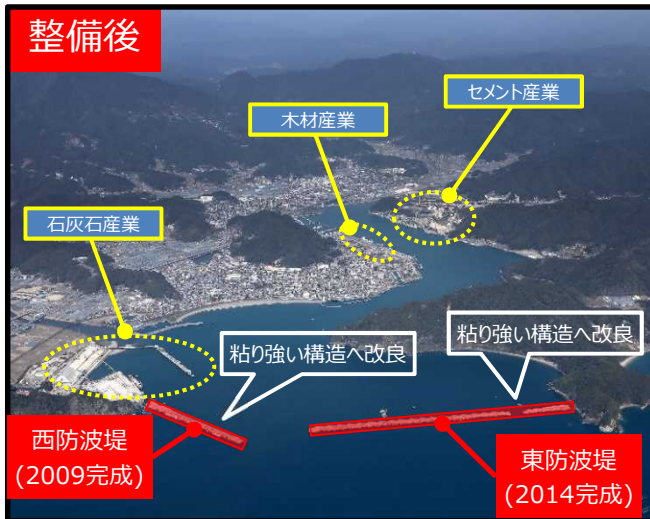 整備後
セメント産業
木材産業
石灰石産業
粘り強い構造へ改良
粘り強い構造へ改良
西防波堤
(2009完成)
東防波堤
(2014完成)